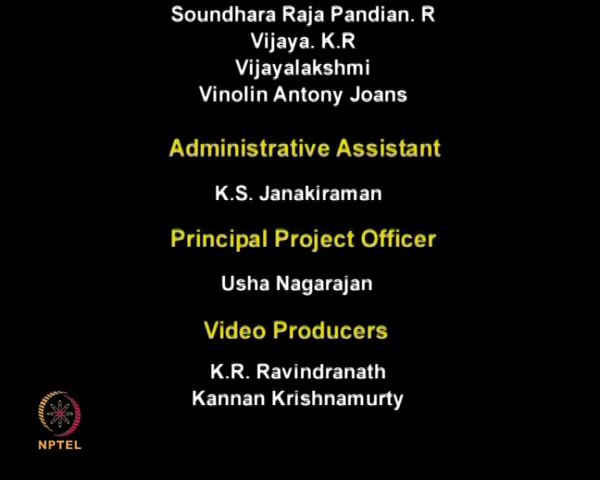 Soundhara Raja Pandian. R
Vijaya. K.R
Vijayalakshmi
Vinolin Antony Joans
Administrative Assistant
K.S. Janakiraman
Principal Project Officer
Usha Nagarajan
Video Producers
K.R. Ravindranath
Kannan Krishnamurty
NPTEL